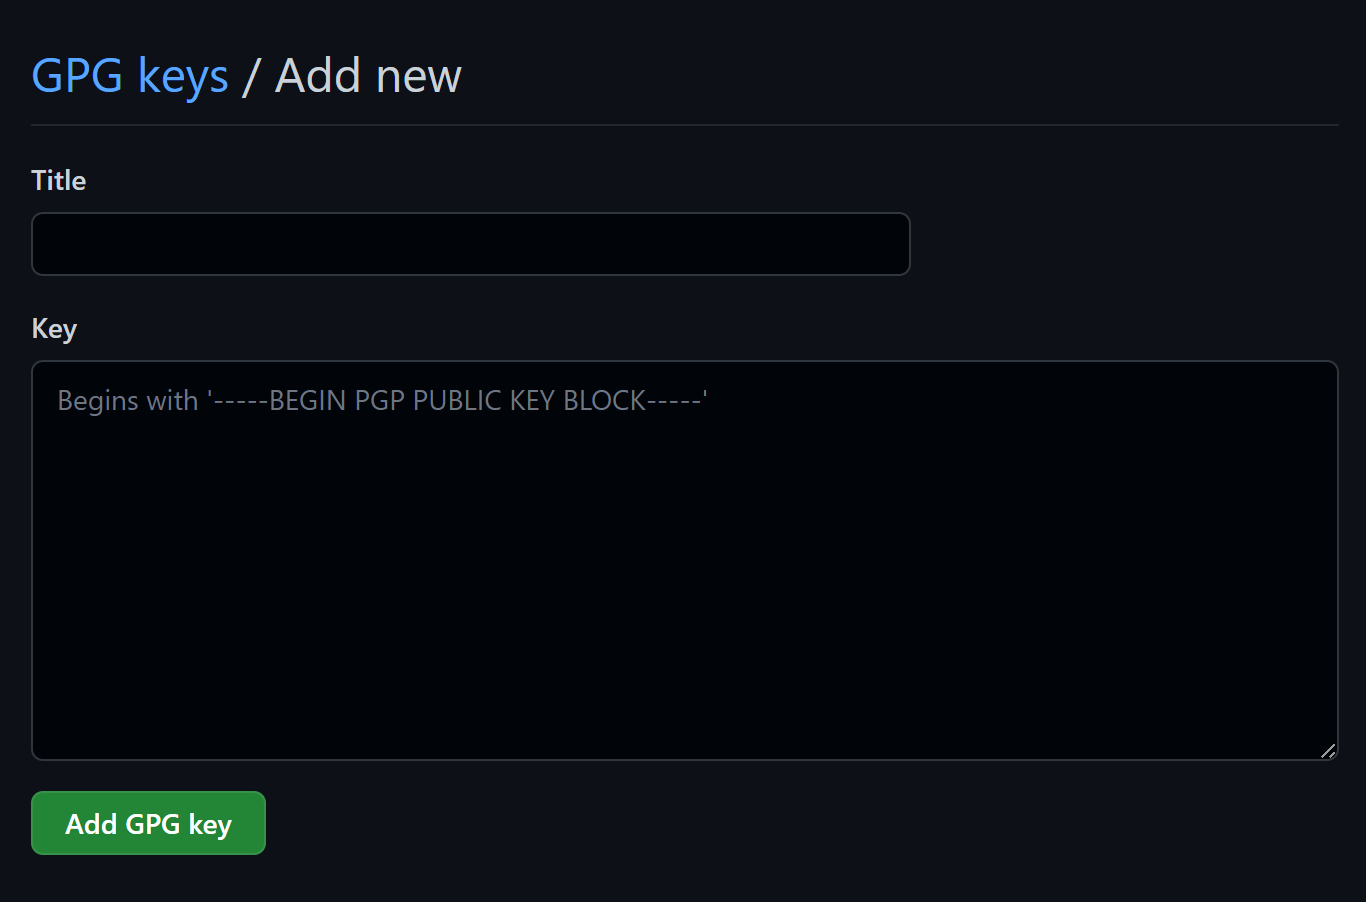 GPG keys / Add new
Title
Key
Begins with '-----BEGIN PGP PUBLIC KEY BLOCK-----'
Add GPG key